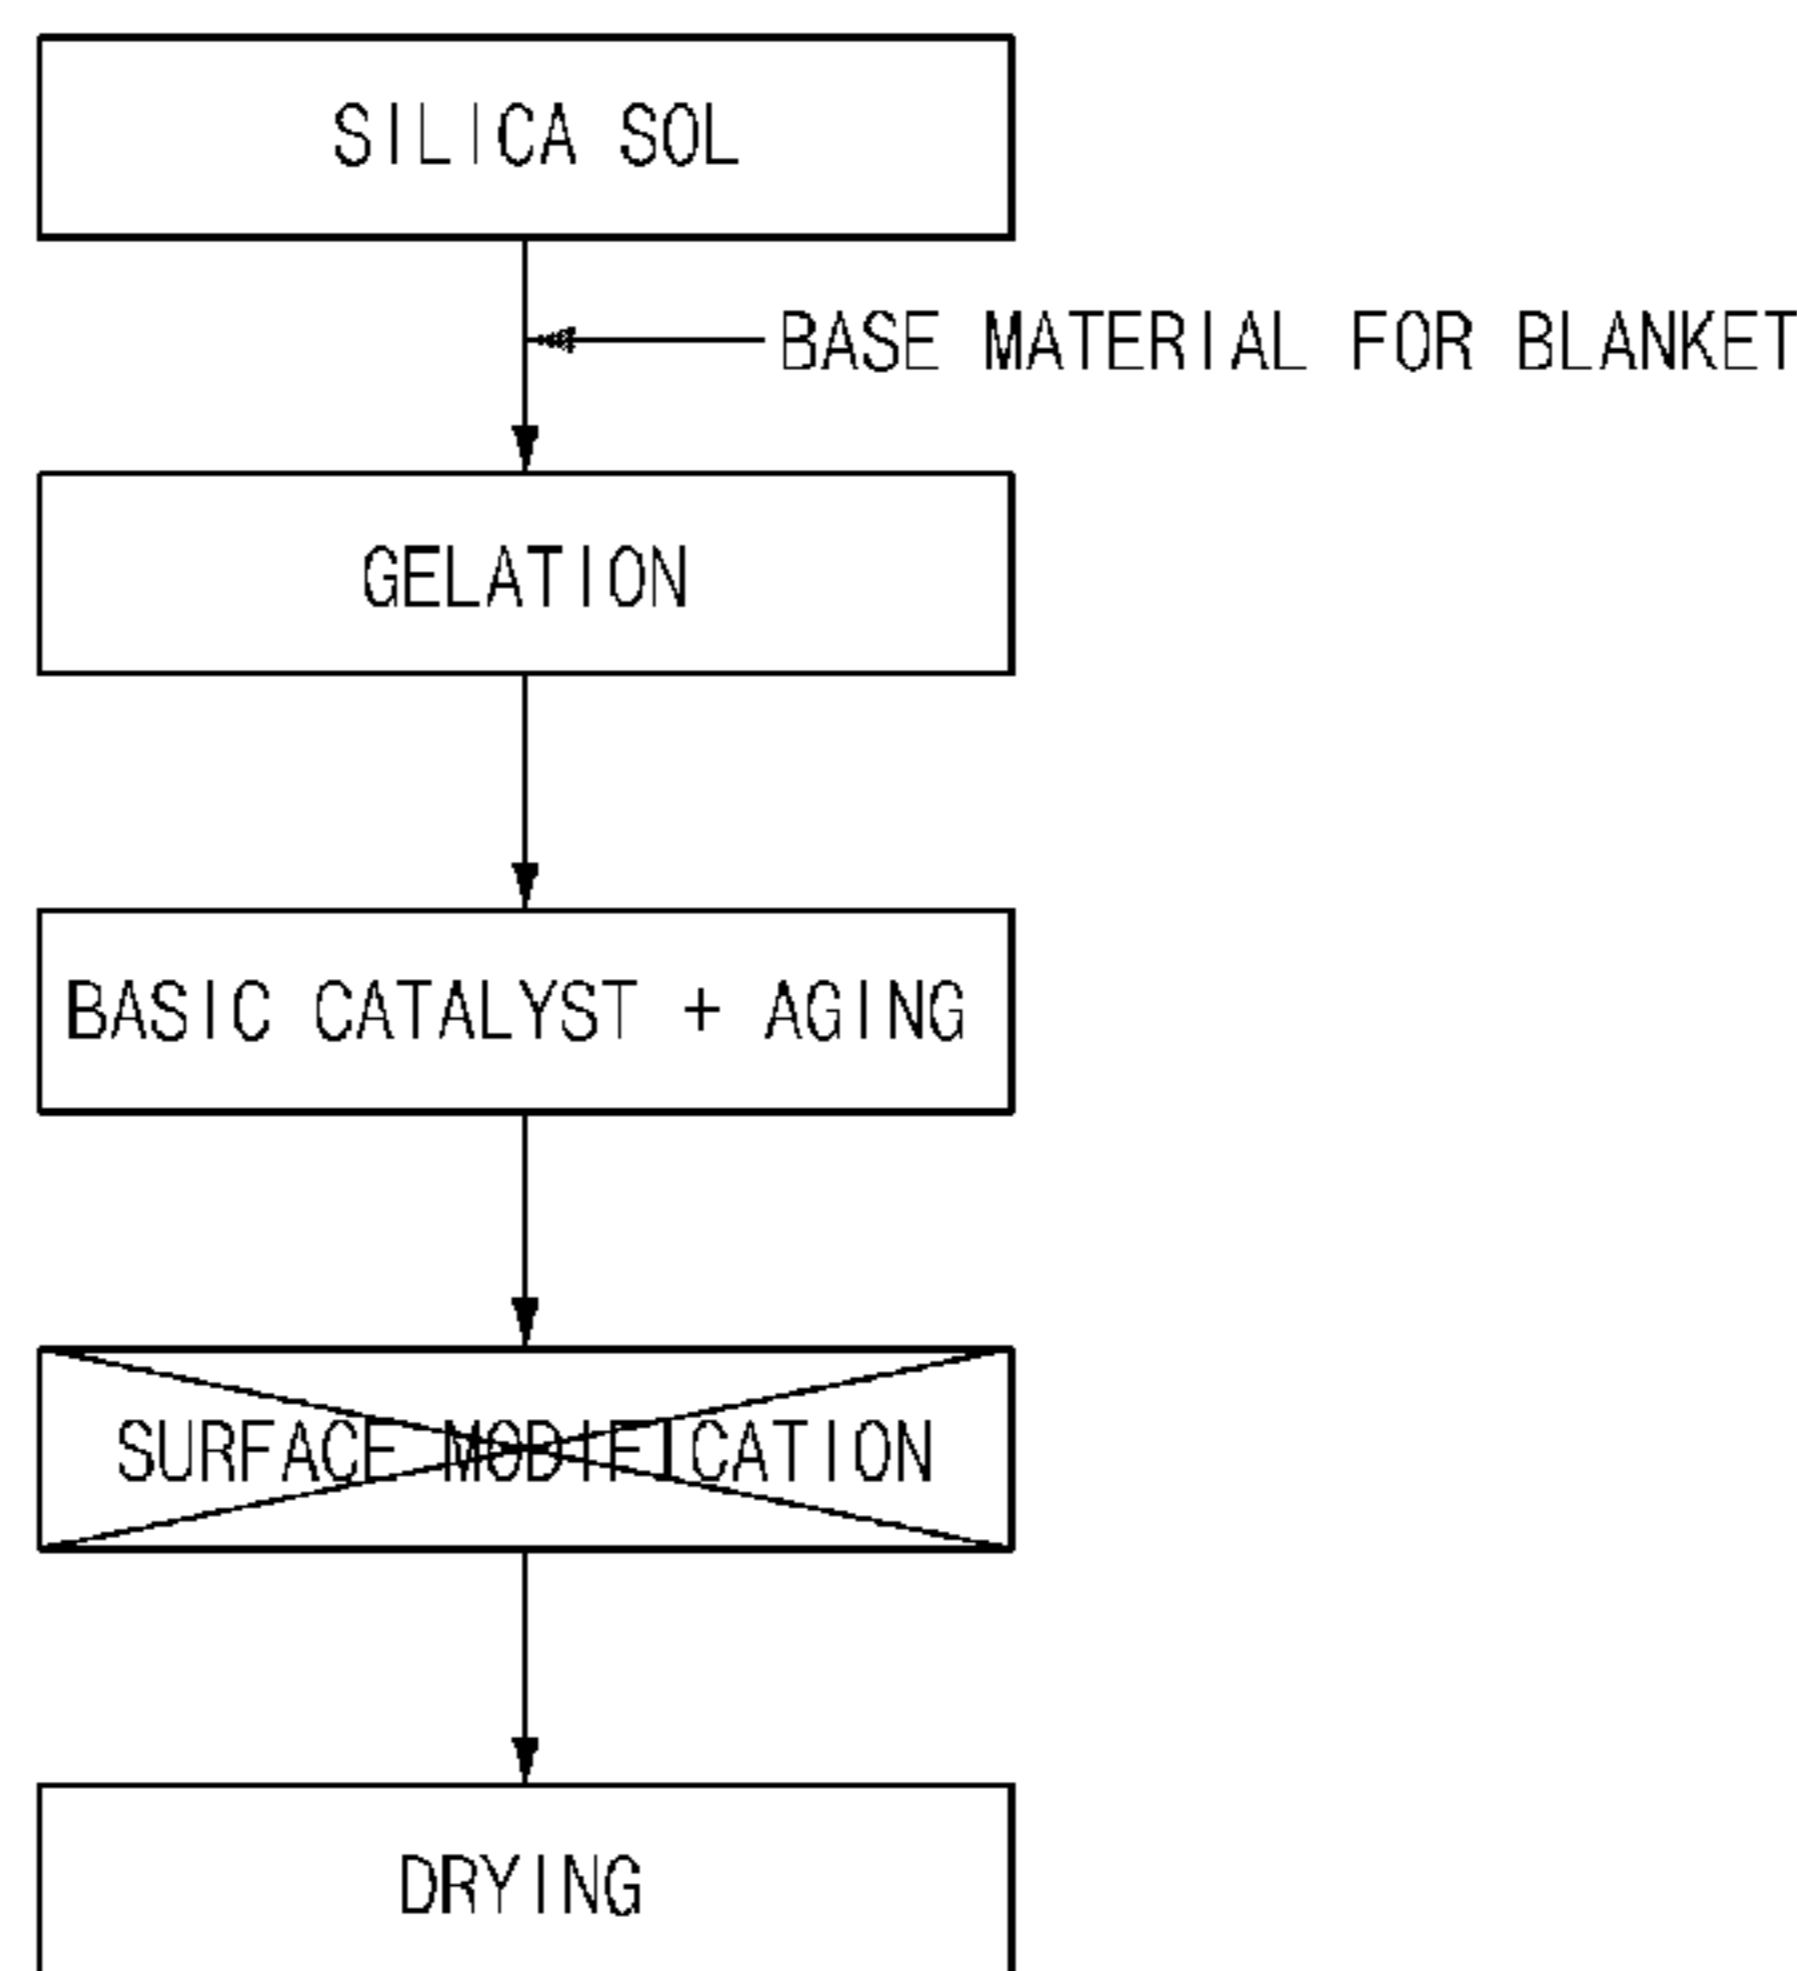 SILICA SOL
BASE MATERIAL FOR BLANKET
GELATION
BASIC CATALYST + AGING
SURFACE MODIFICATION
DRYING